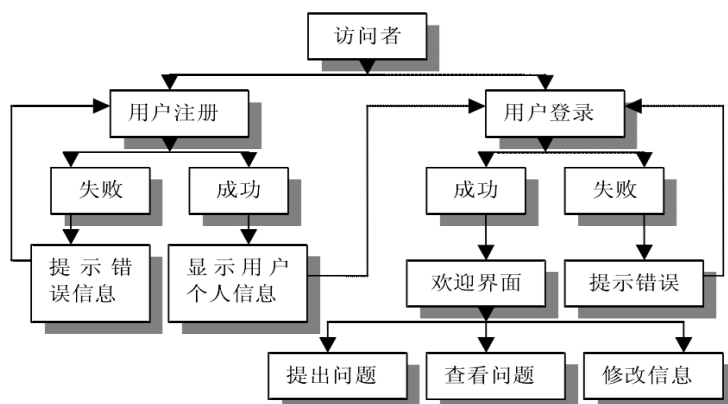 访问者
用户注册
用户登录
失败
成功
成功
失败
提示错
误信息
显示用户
个人信息
欢迎界面
提示错误
提出问题
查看问题
修改信息